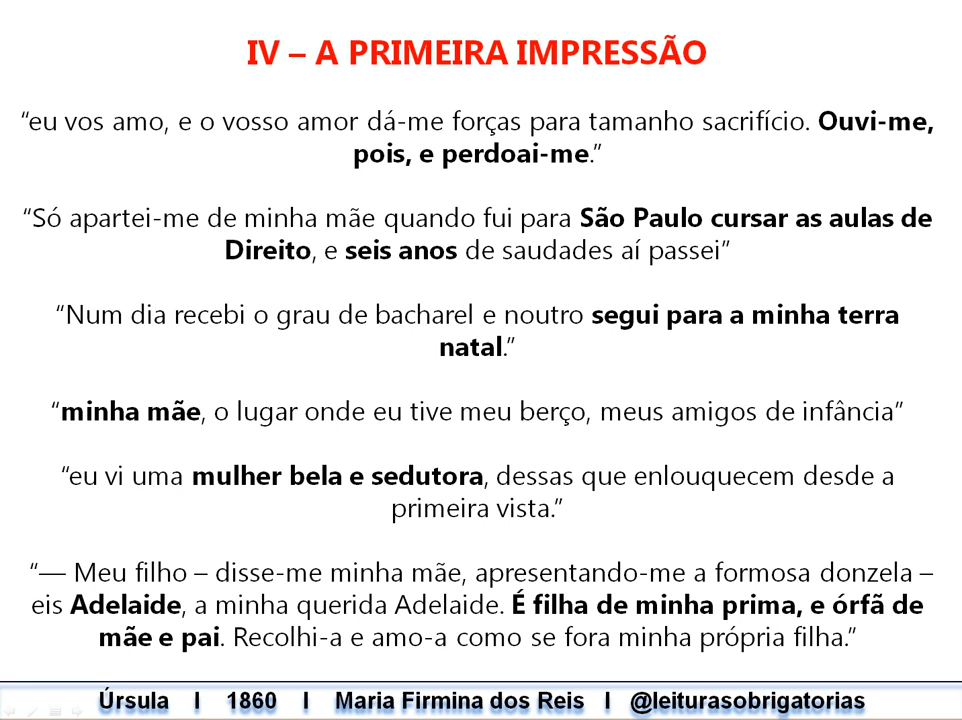 IV – A PRIMEIRA IMPRESSÃO
“eu vos amo, e o vosso amor dá-me forças para tamanho sacrifício. Ouvi-me,
pois, e perdoai-me.”
“Só apartei-me de minha mãe quando fui para São Paulo cursar as aulas de
Direito, e seis anos de saudades aí passei”
“Num dia recebi o grau de bacharel e noutro segui para a minha terra
natal.”
“minha mãe, o lugar onde eu tive meu berço, meus amigos de infância”
“eu vi uma mulher bela e sedutora, dessas que enlouquecem desde a
primeira vista.”
“— Meu filho – disse-me minha mãe, apresentando-me a formosa donzela –
eis Adelaide, a minha querida Adelaide. É filha de minha prima, e órfã de
mãe e pai. Recolhi-a e amo-a como se fora minha própria filha.”
Úrsula I 1860 I Maria Firmina dos Reis I @leiturasobrigatorias